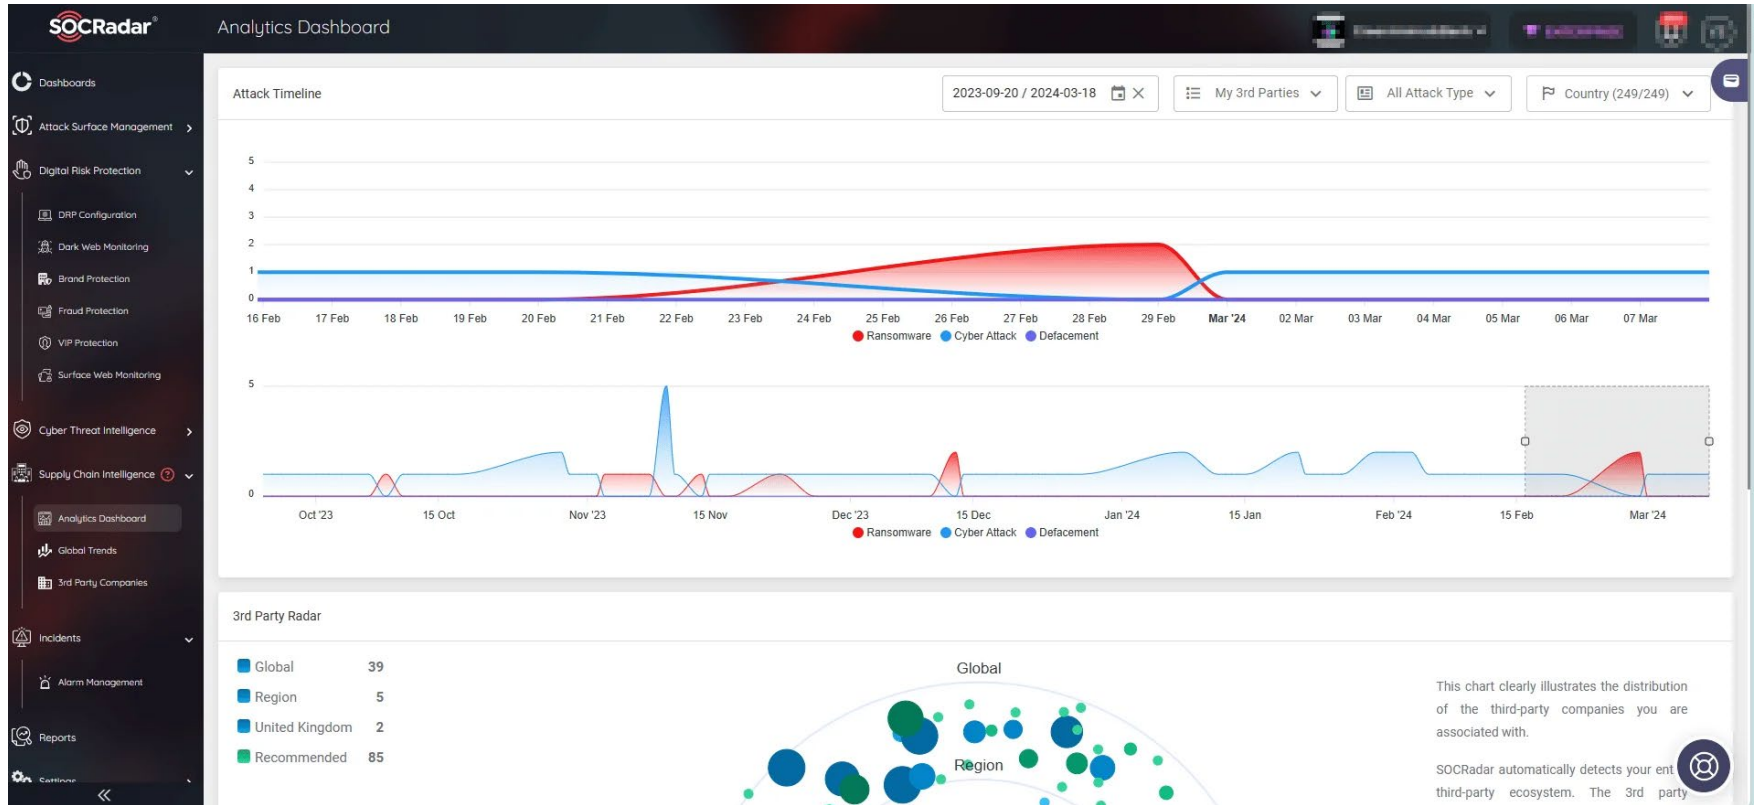 SOCRadar®
Analytics Dashboard
Dashboards
Attack Surface Management
Digital Risk Protection
DRP Configuration
Dark Web Monitoring
Brand Protection
Fraud Protection
VIP Protection
Surface Web Monitoring
Cyber Threat Intelligence
Supply Chain Intelligence ?
Analytics Dashboard
Global Trends
3rd Party Companies
Incidents
Alarm Management
Reports
Settings
Attack Timeline
2023-09-20 / 2024-03-18
My 3rd Parties
All Attack Type
Country (249/249)
5
4
3
2
1
0
16 Feb 17 Feb 18 Feb 19 Feb 20 Feb 21 Feb 22 Feb 23 Feb 24 Feb 25 Feb 26 Feb 27 Feb 28 Feb 29 Feb Mar '24 02 Mar 03 Mar 04 Mar 05 Mar 06 Mar 07 Mar
Ransomware Cyber Attack Defacement
5
0
Oct '23 15 Oct Nov '23 15 Nov Dec '23 15 Dec Jan '24 15 Jan Feb '24 15 Feb Mar '24
Ransomware Cyber Attack Defacement
3rd Party Radar
Global 39
Region 5
United Kingdom 2
Recommended 85
Global
Region
This chart clearly illustrates the distribution
of the third-party companies you are
associated with.
SOCRadar automatically detects your ent
third-party ecosystem. The 3rd party